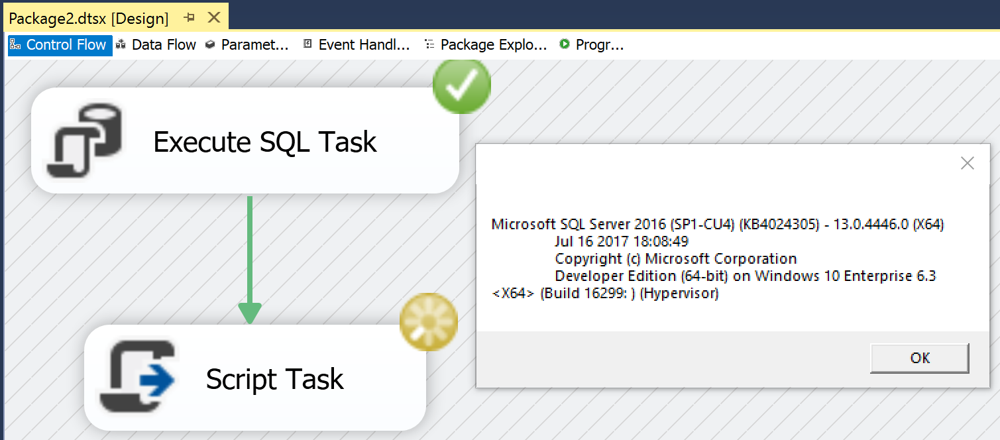 Package2.dtsx [Design]
Control Flow Data Flow Paramet... Event Handl... Package Explo... Progr...
Execute SQL Task
Microsoft SQL Server 2016 (SP1-CU4) (KB4024305) - 13.0.4446.0 (X64)
Jul 16 2017 18:08:49
Copyright (c) Microsoft Corporation
Developer Edition (64-bit) on Windows 10 Enterprise 6.3
<X64> (Build 16299: ) (Hypervisor)
OK
Script Task